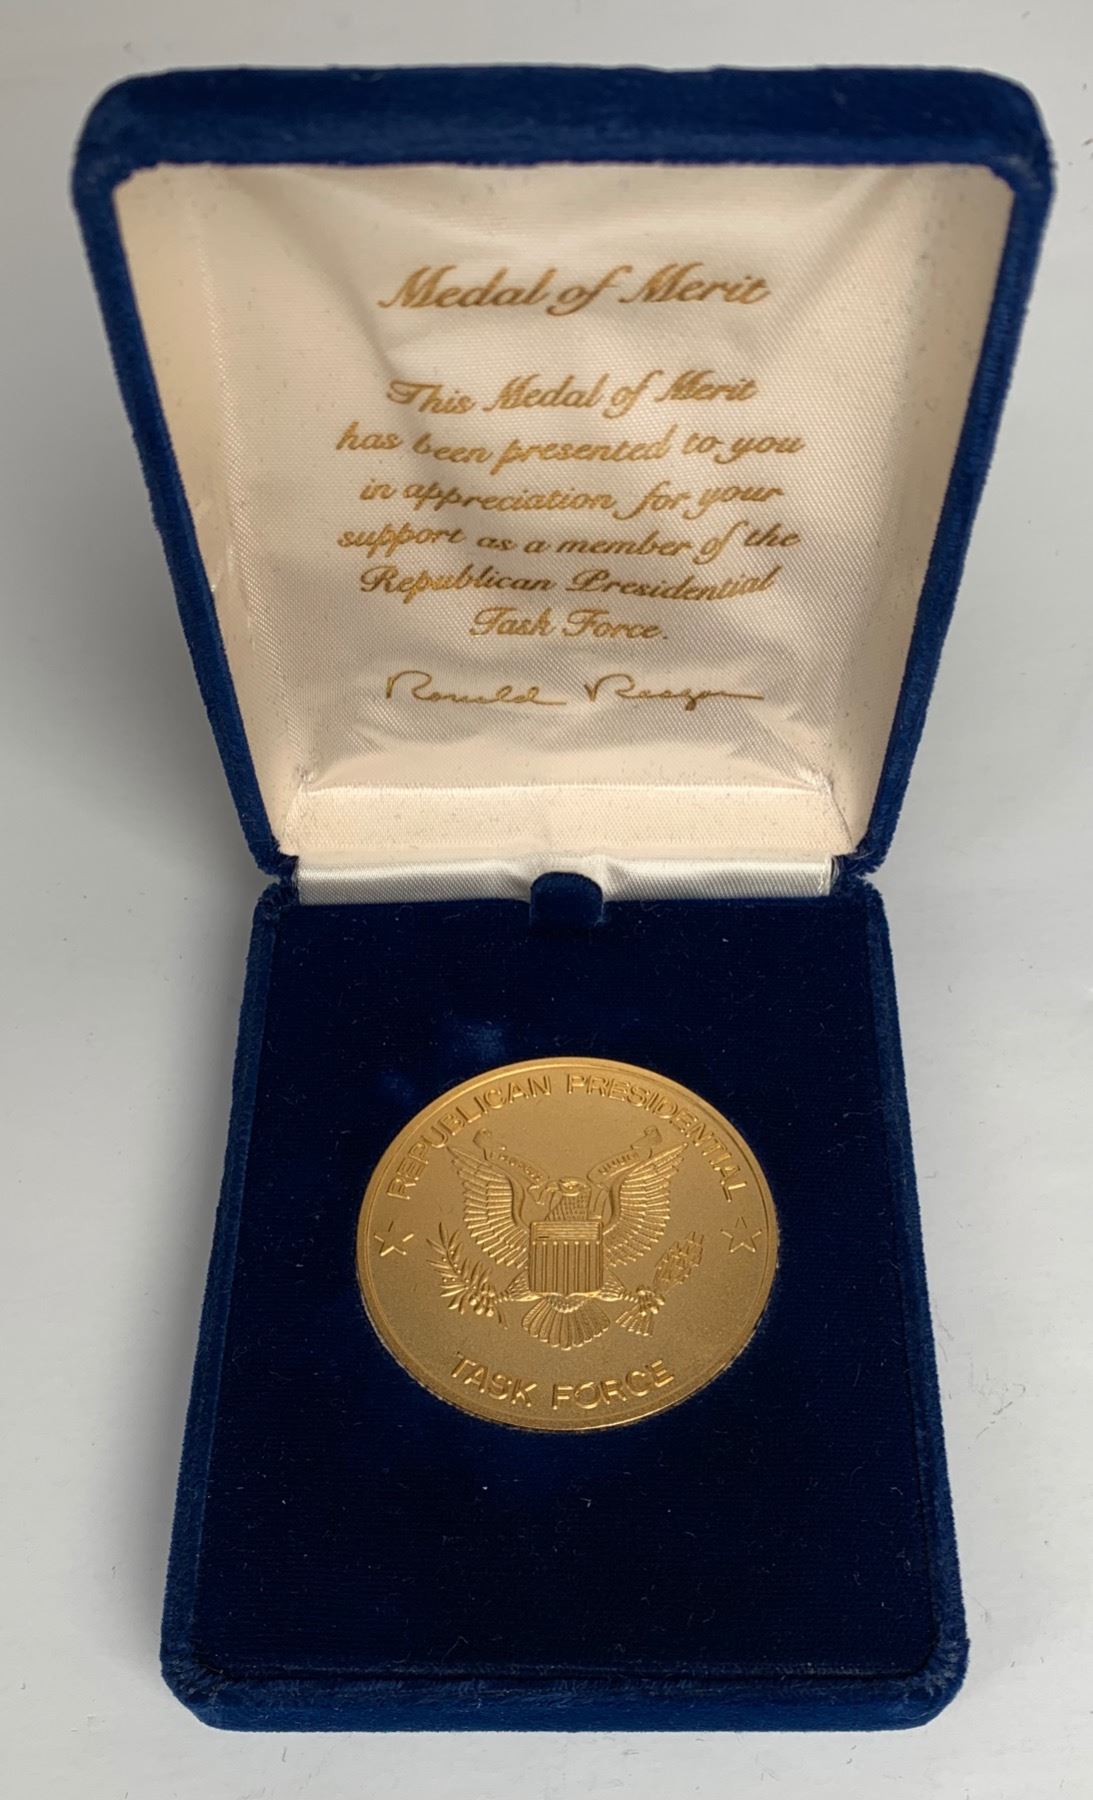 Medal of Merit
This Medal of Merit
has been presented to you
in appreciation for your
support as a member of the
Republican Presidential
Task Force.
Ronald Reagan
REPUBLICAN PRESIDENTIAL
TASK FORCE